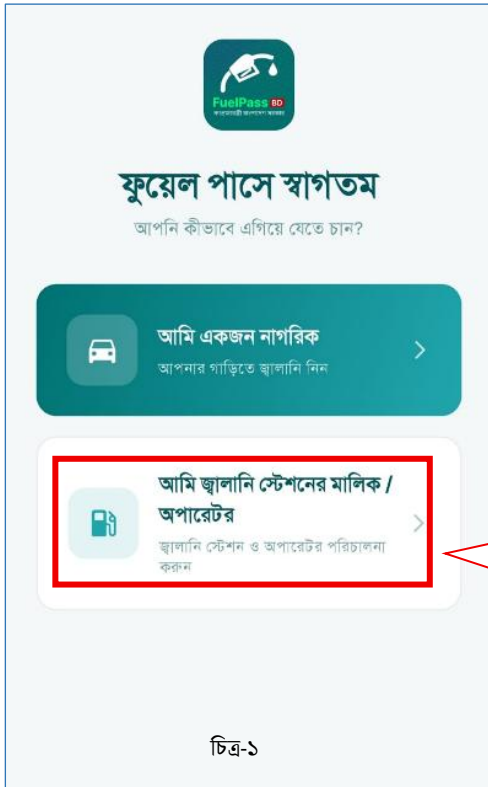 FuelPass BD
ফুয়েল পাসে স্বাগতম
আপনি কীভাবে এগিয়ে যেতে চান?
আমি একজন নাগরিক
আপনার গাড়িতে জ্বালানি নিন
আমি জ্বালানি স্টেশনের মালিক /
অপারেটর
জ্বালানি স্টেশন ও অপারেটর পরিচালনা
করুন
চিত্র-১